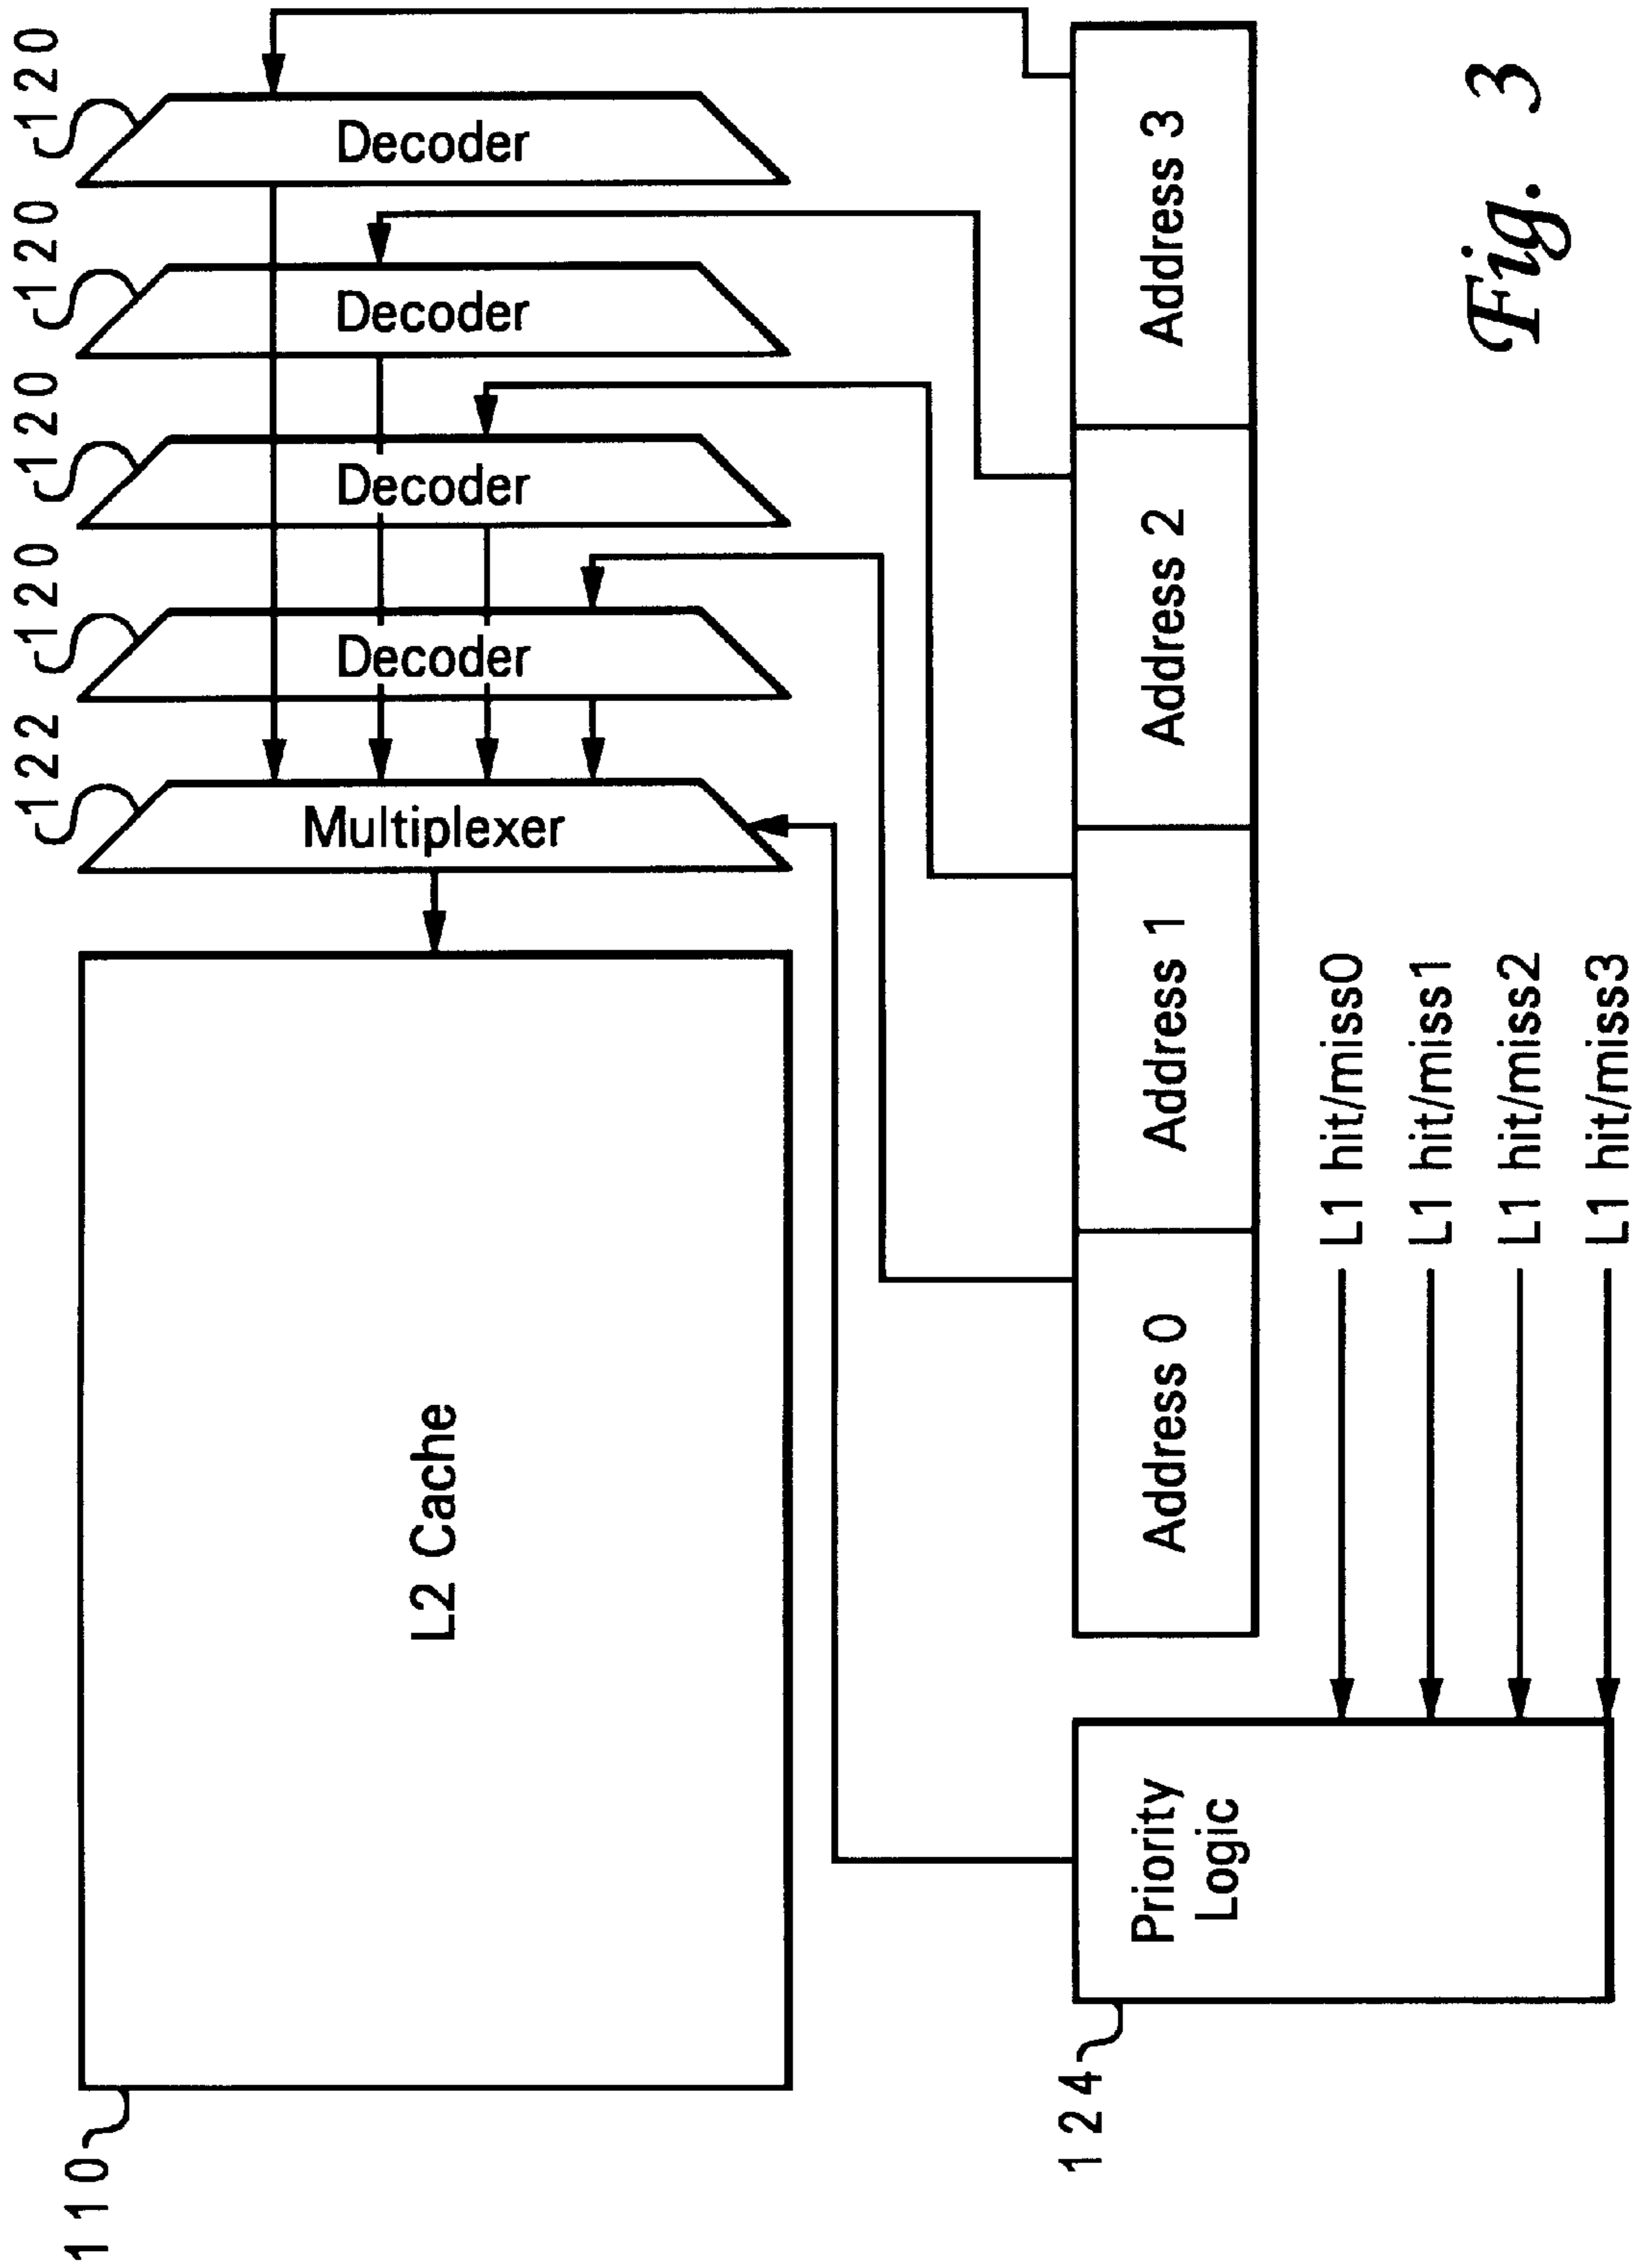 110
L2 Cache
122
Multiplexer
120
Decoder
120
Decoder
120
Decoder
120
Decoder
124
Priority
Logic
Address 0
Address 1
Address 2
Address 3
L1 hit/miss0
L1 hit/miss1
L1 hit/miss2
L1 hit/miss3
Fig. 3